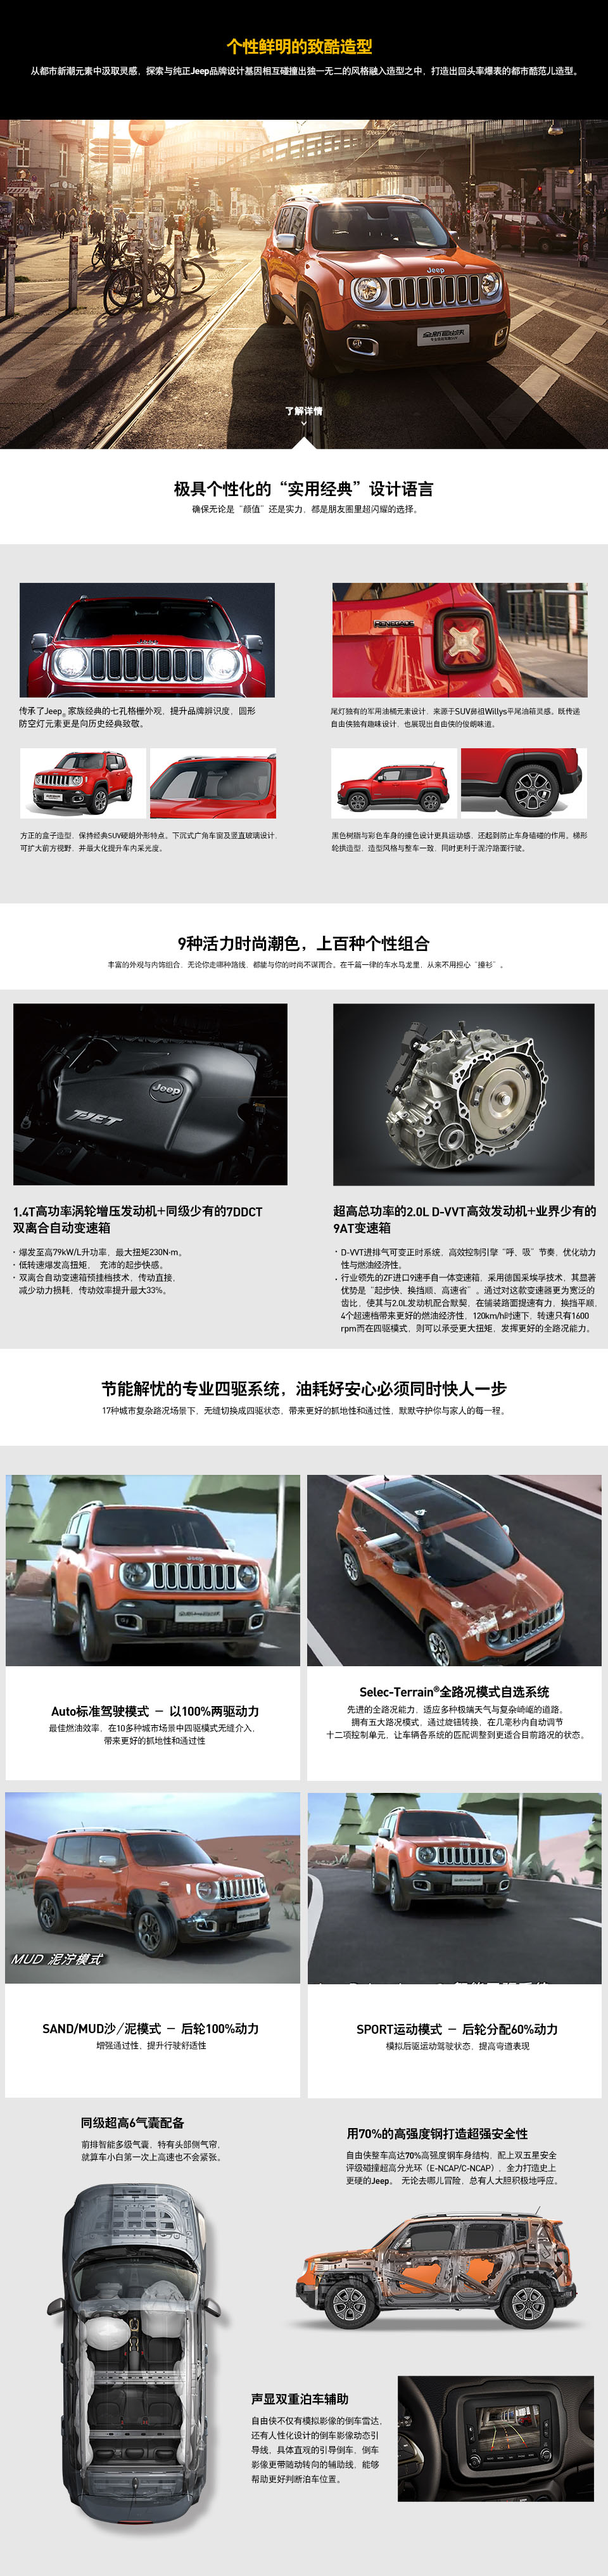 个性鲜明的致酷造型
从都市新潮元素中汲取灵感，探索与纯正Jeep品牌设计基因相互碰撞出独一无二的风格融入造型之中，打造出回头率爆表的都市酷范儿造型。
Jeep
全新自由侠
了解详情
极具个性化的“实用经典”设计语言
确保无论是“颜值”还是实力，都是朋友圈里超闪耀的选择。
RENEGADE
传承了Jeep®家族经典的七孔格栅外观，提升品牌辨识度，圆形
防空灯元素更是向历史经典致敬。
尾灯独有的军用油桶元素设计，来源于SUV鼻祖Willys平尾油箱灵感。既传递
自由侠独有趣味设计，也展现出自由侠的俊朗味道。
方正的盒子造型，保持经典SUV硬朗外形特点。下沉式广角车窗及竖直玻璃设计，
可扩大前方视野，并最大化提升车内采光度。
黑色树脂与彩色车身的撞色设计更具运动感，还起到防止车身磕碰的作用。梯形
轮拱造型，造型风格与整车一致，同时更利于泥泞路面行驶。
9种活力时尚潮色，上百种个性组合
丰富的外观与内饰组合，无论你走哪种路线，都能与你的时尚不谋而合。在千篇一律的车水马龙里，从来不用担心“撞衫”。
Jeep
T-JET
1.4T高功率涡轮增压发动机+同级少有的7DDCT
双离合自动变速箱
· 爆发至高79kW/L升功率，最大扭矩230N·m。
· 低转速爆发高扭矩， 充沛的起步快感。
· 双离合自动变速箱预挂档技术，传动直接，
减少动力损耗，传动效率提升最大33%。
超高总功率的2.0L D-VVT高效发动机+业界少有的
9AT变速箱
· D-VVT进排气可变正时系统，高效控制引擎“呼、吸”节奏，优化动力
性与燃油经济性。
· 行业领先的ZF进口9速手自一体变速箱，采用德国采埃孚技术，其显著
优势是“起步快、换挡顺、高速省”。通过对这款变速器更为宽泛的
齿比，使其与2.0L发动机配合默契，在铺装路面提速有力，换挡平顺，
4个超速档带来更好的燃油经济性，120km/h时速下，转速只有1600
rpm而在四驱模式，则可以承受更大扭矩，发挥更好的全路况能力。
节能解忧的专业四驱系统，油耗好安心必须同时快人一步
17种城市复杂路况场景下，无缝切换成四驱状态，带来更好的抓地性和通过性，默默守护你与家人的每一程。
Auto标准驾驶模式 － 以100%两驱动力
最佳燃油效率，在10多种城市场景中四驱模式无缝介入，
带来更好的抓地性和通过性
Selec-Terrain®全路况模式自选系统
先进的全路况能力，适应多种极端天气与复杂崎岖的道路。
拥有五大路况模式，通过旋钮转换，在几毫秒内自动调节
十二项控制单元，让车辆各系统的匹配调整到更适合目前路况的状态。
MUD 泥泞模式
SAND/MUD沙/泥模式 － 后轮100%动力
增强通过性，提升行驶舒适性
SPORT运动模式 － 后轮分配60%动力
模拟后驱运动驾驶状态，提高弯道表现
同级超高6气囊配备
前排智能多级气囊，特有头部侧气帘，
就算车小白第一次上高速也不会紧张。
用70%的高强度钢打造超强安全性
自由侠整车高达70%高强度钢车身结构，配上双五星安全
评级碰撞超高分光环（E-NCAP/C-NCAP），全力打造史上
更硬的Jeep。 无论去哪儿冒险，总有人大胆积极地呼应。
声显双重泊车辅助
自由侠不仅有模拟影像的倒车雷达，
还有人性化设计的倒车影像动态引
导线，具体直观的引导倒车，倒车
影像更带随动转向的辅助线，能够
帮助更好判断泊车位置。